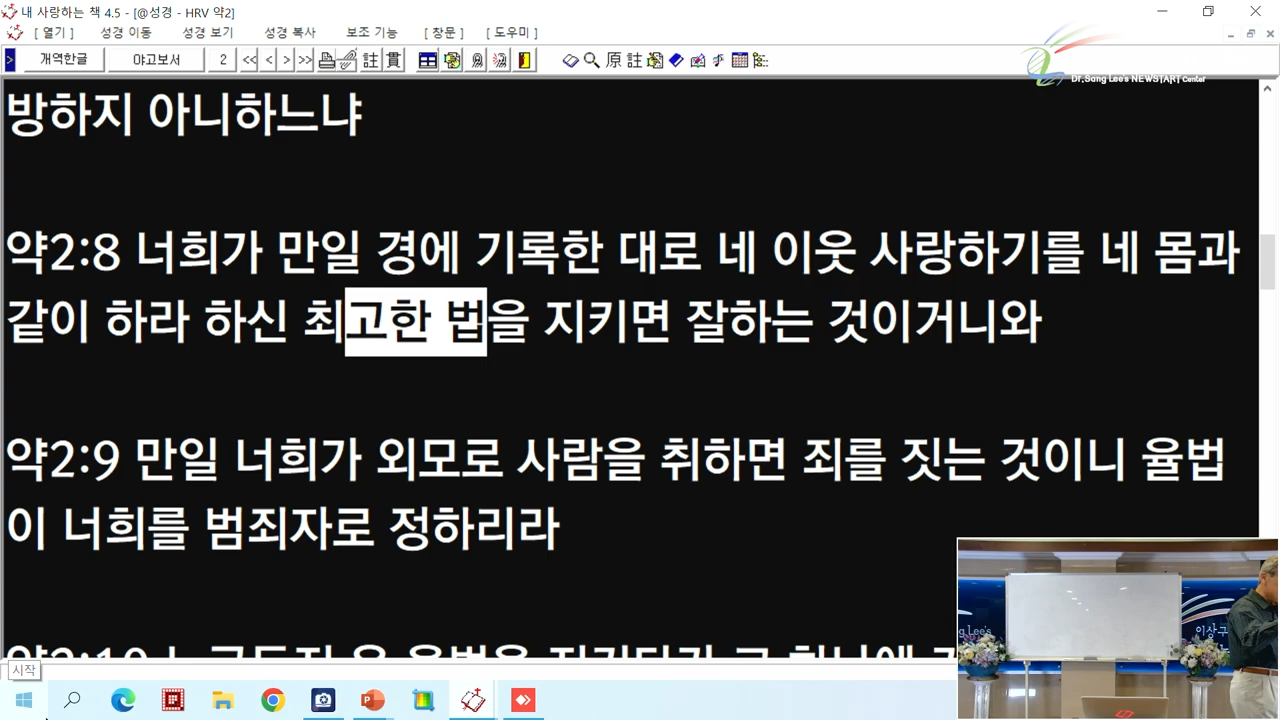 내 사랑하는 책 4.5 - [@성경 - HRV 약2]
[ 열기 ] 성경 이동 성경 보기 성경 복사 보조 기능 [ 창문 ] [ 도우미 ]
개역한글 야고보서 2 << < > >> 註 貫 原 註
Dr.Sang Lee's NEWSTART Center
방하지 아니하느냐
약2:8 너희가 만일 경에 기록한 대로 네 이웃 사랑하기를 네 몸과
같이 하라 하신 최고한 법을 지키면 잘하는 것이거니와
약2:9 만일 너희가 외모로 사람을 취하면 죄를 짓는 것이니 율법
이 너희를 범죄자로 정하리라
시작
이상구